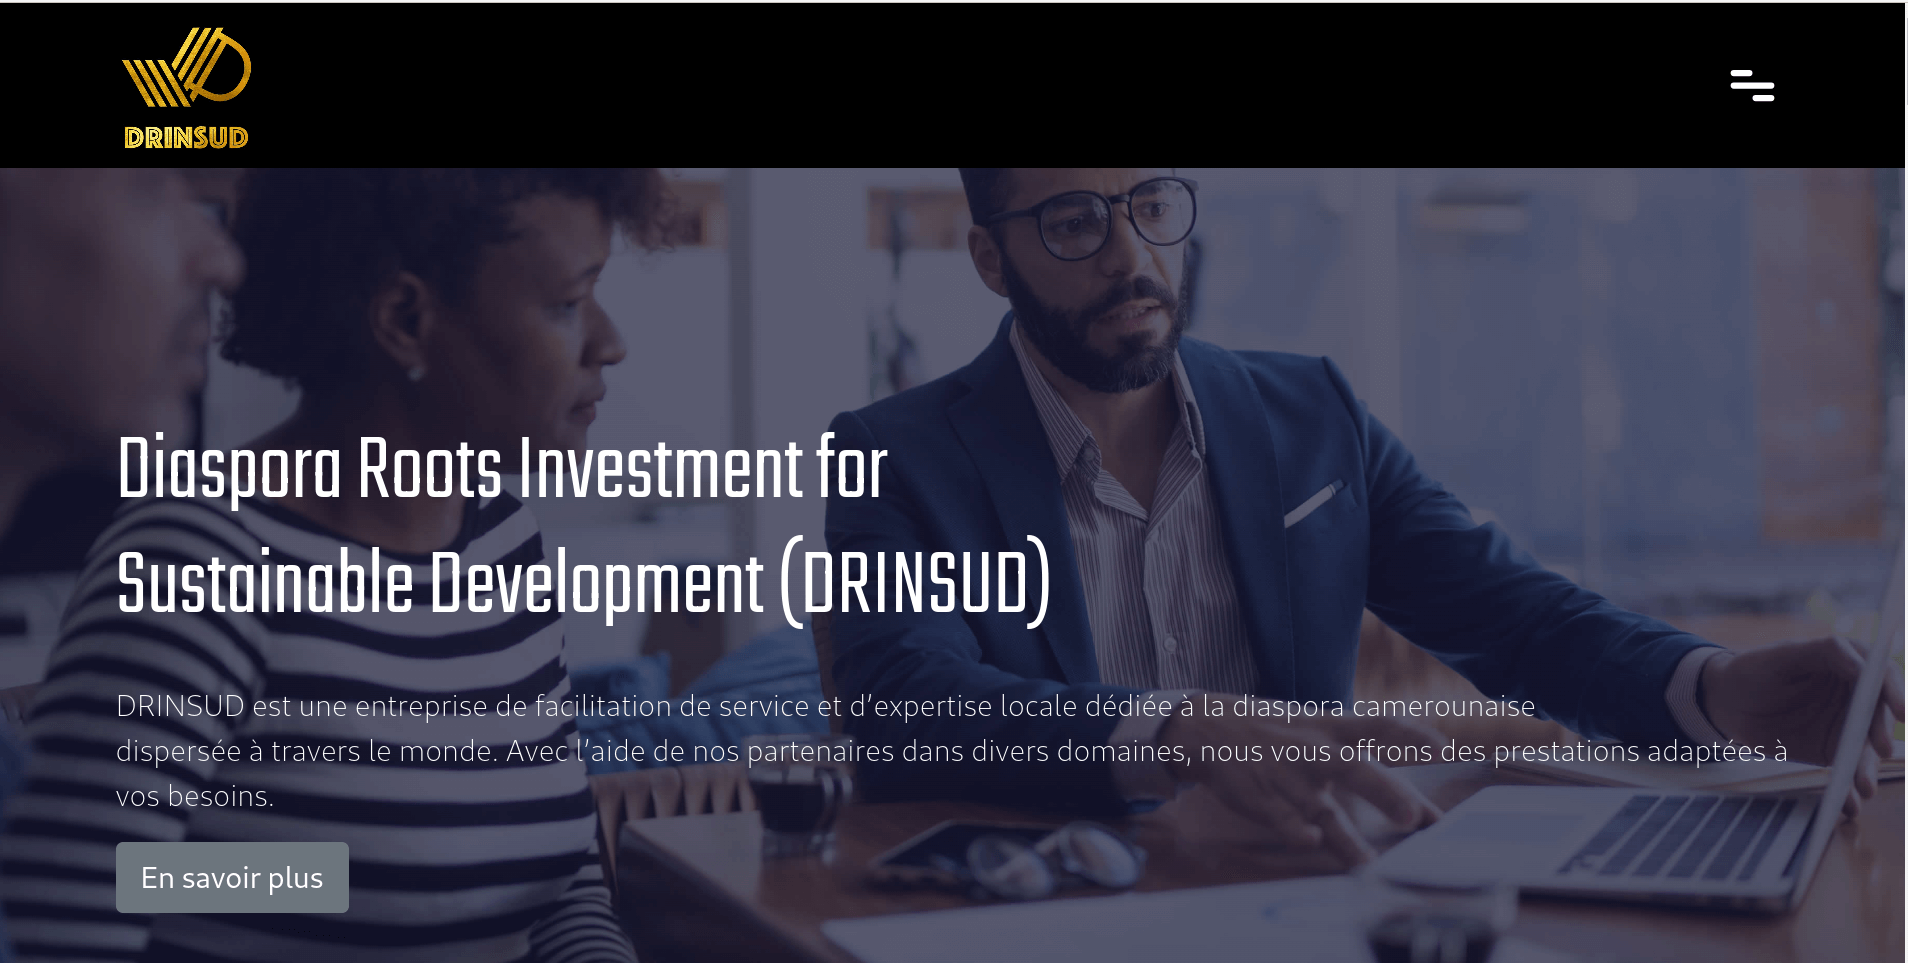 DRINSUD
Diaspora Roots Investment for
Sustainable Development (DRINSUD)
DRINSUD est une entreprise de facilitation de service et d’expertise locale dédiée à la diaspora camerounaise
dispersée à travers le monde. Avec l’aide de nos partenaires dans divers domaines, nous vous offrons des prestations adaptées à
vos besoins.
En savoir plus